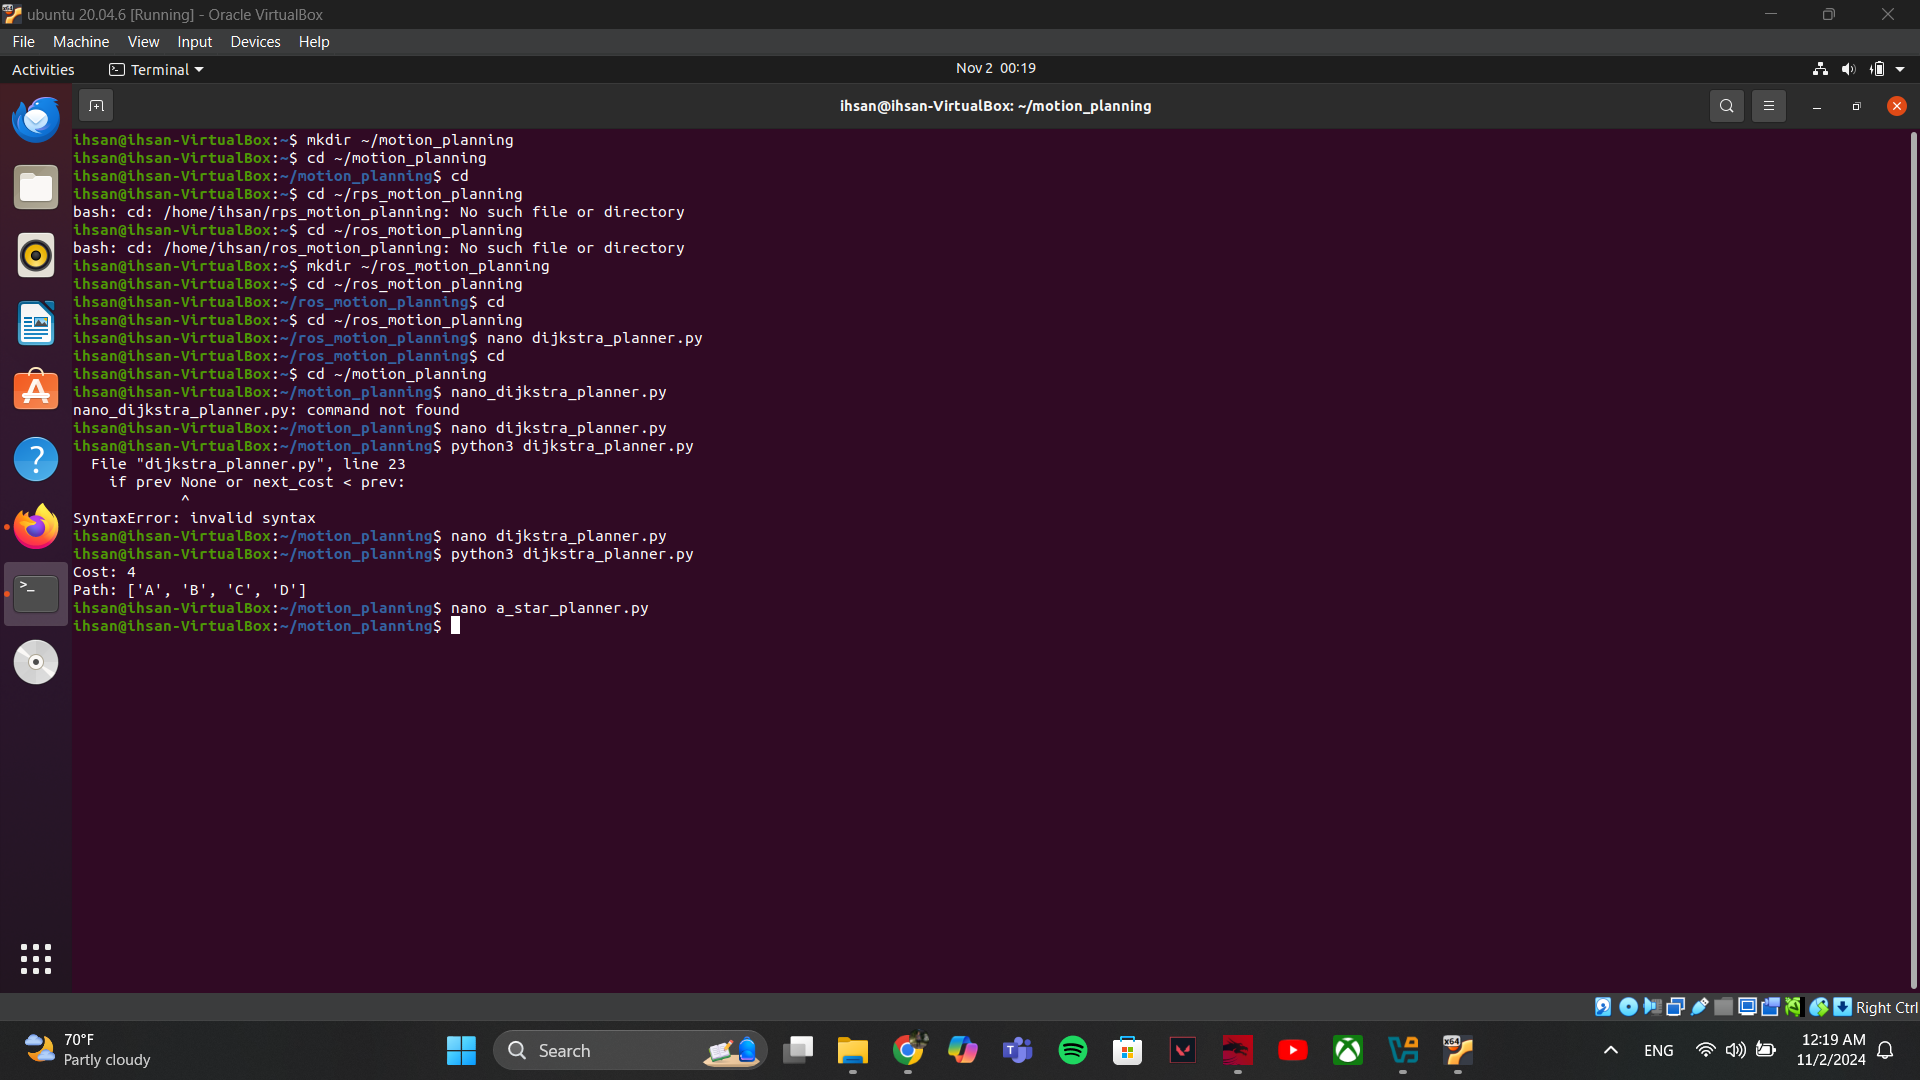 ubuntu 20.04.6 [Running] - Oracle VirtualBox
File Machine View Input Devices Help
Activities Terminal Nov 2 00:19
ihsan@ihsan-VirtualBox: ~/motion_planning
ihsan@ihsan-VirtualBox:~$ mkdir ~/motion_planning
ihsan@ihsan-VirtualBox:~$ cd ~/motion_planning
ihsan@ihsan-VirtualBox:~/motion_planning$ cd
ihsan@ihsan-VirtualBox:~$ cd ~/rps_motion_planning
bash: cd: /home/ihsan/rps_motion_planning: No such file or directory
ihsan@ihsan-VirtualBox:~$ cd ~/ros_motion_planning
bash: cd: /home/ihsan/ros_motion_planning: No such file or directory
ihsan@ihsan-VirtualBox:~$ mkdir ~/ros_motion_planning
ihsan@ihsan-VirtualBox:~$ cd ~/ros_motion_planning
ihsan@ihsan-VirtualBox:~/ros_motion_planning$ cd
ihsan@ihsan-VirtualBox:~$ cd ~/ros_motion_planning
ihsan@ihsan-VirtualBox:~/ros_motion_planning$ nano dijkstra_planner.py
ihsan@ihsan-VirtualBox:~/ros_motion_planning$ cd
ihsan@ihsan-VirtualBox:~$ cd ~/motion_planning
ihsan@ihsan-VirtualBox:~/motion_planning$ nano_dijkstra_planner.py
nano_dijkstra_planner.py: command not found
ihsan@ihsan-VirtualBox:~/motion_planning$ nano dijkstra_planner.py
ihsan@ihsan-VirtualBox:~/motion_planning$ python3 dijkstra_planner.py
File "dijkstra_planner.py", line 23
if prev None or next_cost < prev:
^
SyntaxError: invalid syntax
ihsan@ihsan-VirtualBox:~/motion_planning$ nano dijkstra_planner.py
ihsan@ihsan-VirtualBox:~/motion_planning$ python3 dijkstra_planner.py
Cost: 4
Path: ['A', 'B', 'C', 'D']
ihsan@ihsan-VirtualBox:~/motion_planning$ nano a_star_planner.py
ihsan@ihsan-VirtualBox:~/motion_planning$
Right Ctrl
70°F
Partly cloudy
Search
ENG
12:19 AM
11/2/2024